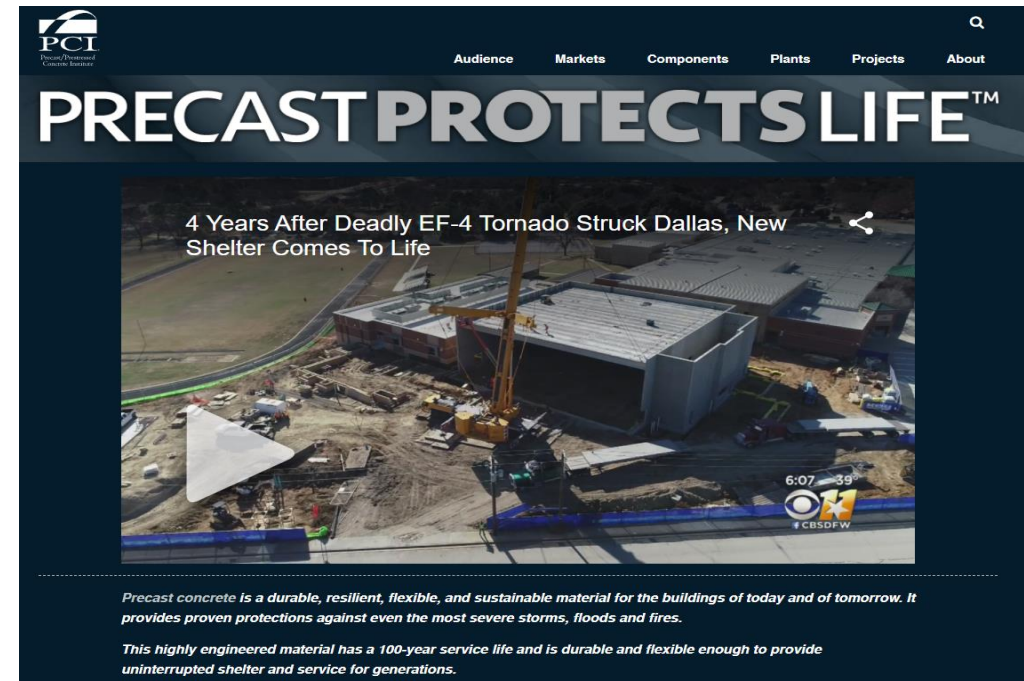 PCI
Precast/Prestressed
Concrete Institute
Audience Markets Components Plants Projects About
PRECAST PROTECTS LIFE™
4 Years After Deadly EF-4 Tornado Struck Dallas, New
Shelter Comes To Life
6:07 39°
11
CBSDFW
Precast concrete is a durable, resilient, flexible, and sustainable material for the buildings of today and of tomorrow. It
provides proven protections against even the most severe storms, floods and fires.
This highly engineered material has a 100-year service life and is durable and flexible enough to provide
uninterrupted shelter and service for generations.